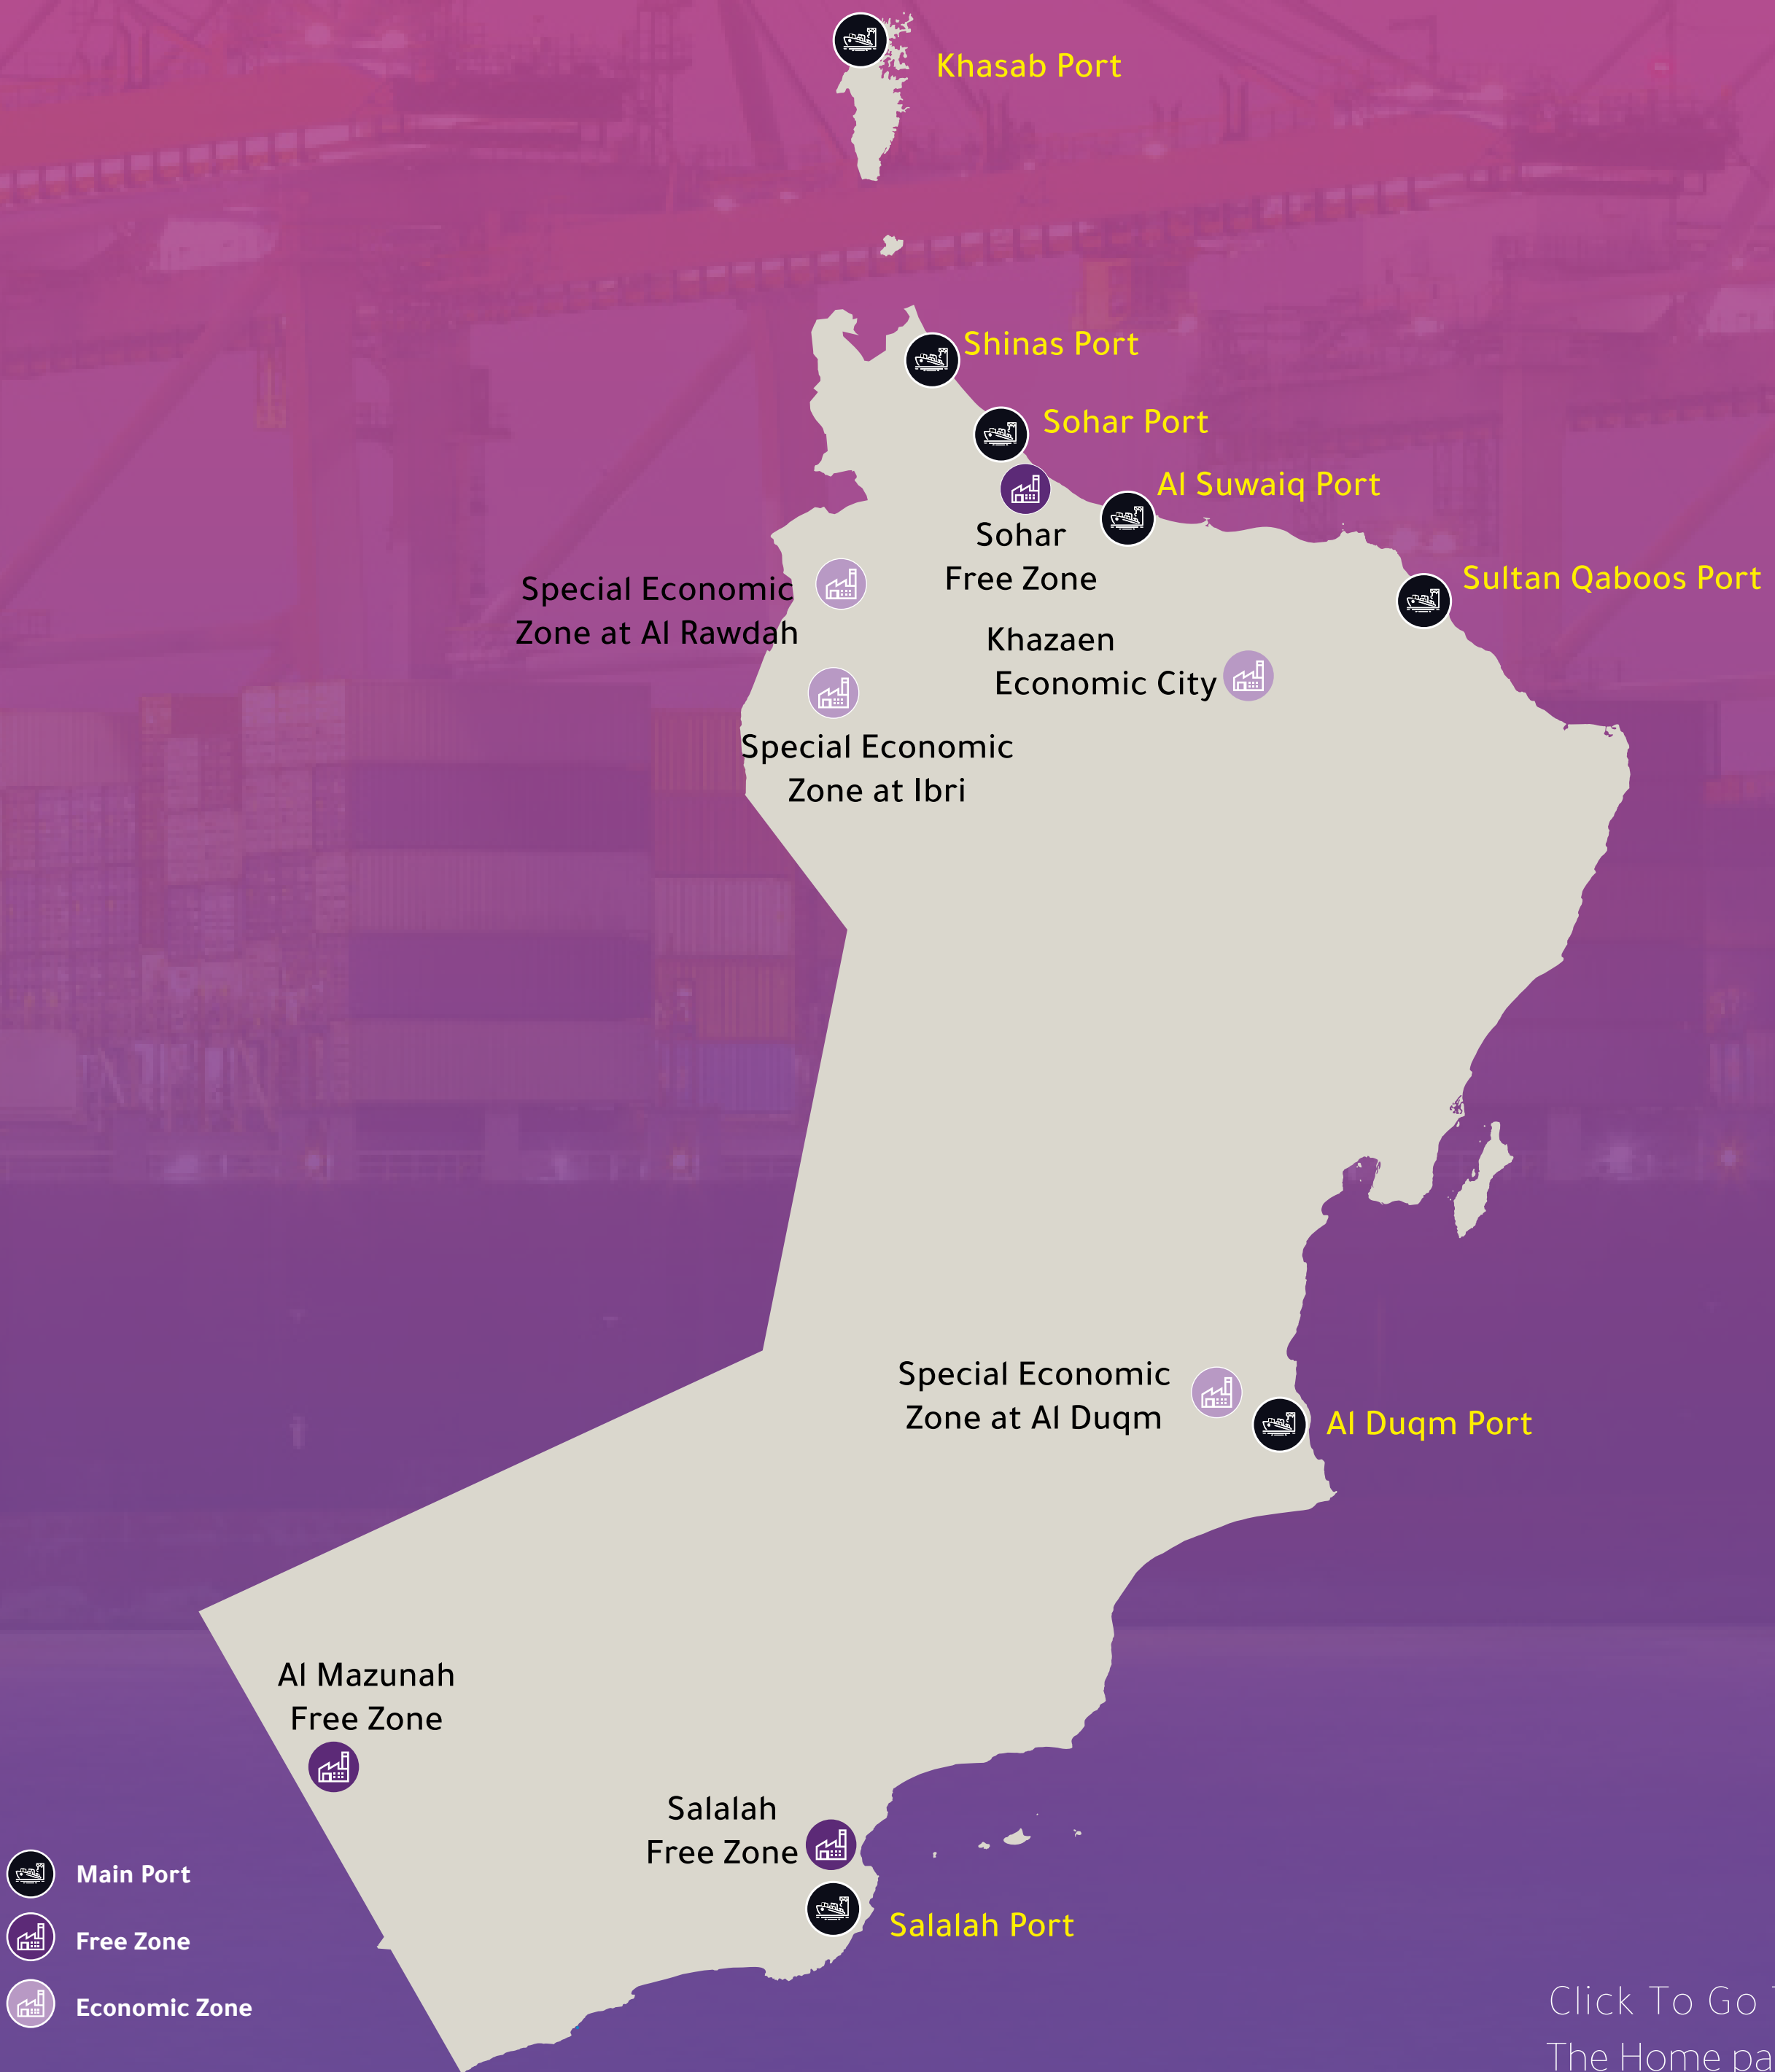 Khasab Port
Shinas Port
Sohar Port
Al Suwaiq Port
Sohar
Free Zone
Sultan Qaboos Port
Special Economic
Zone at Al Rawdah
Khazaen
Economic City
Special Economic
Zone at Ibri
Special Economic
Zone at Al Duqm
Al Duqm Port
Al Mazunah
Free Zone
Salalah
Free Zone
Salalah Port
Main Port
Free Zone
Economic Zone
Click To Go
The Home